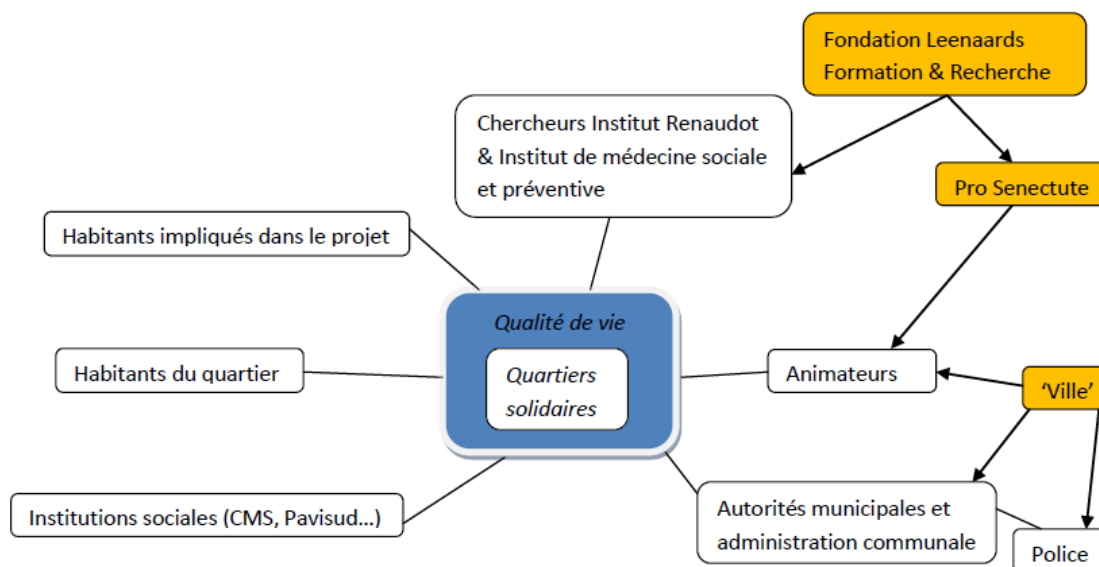 Fondation Leenaards
Formation & Recherche
Chercheurs Institut Renaudot
& Institut de médecine sociale
et préventive
Pro Senectute
Habitants impliqués dans le projet
Qualité de vie
Quartiers
solidaires
Habitants du quartier
Animateurs
‘Ville’
Institutions sociales (CMS, Pavisud…)
Autorités municipales et
administration communale
Police